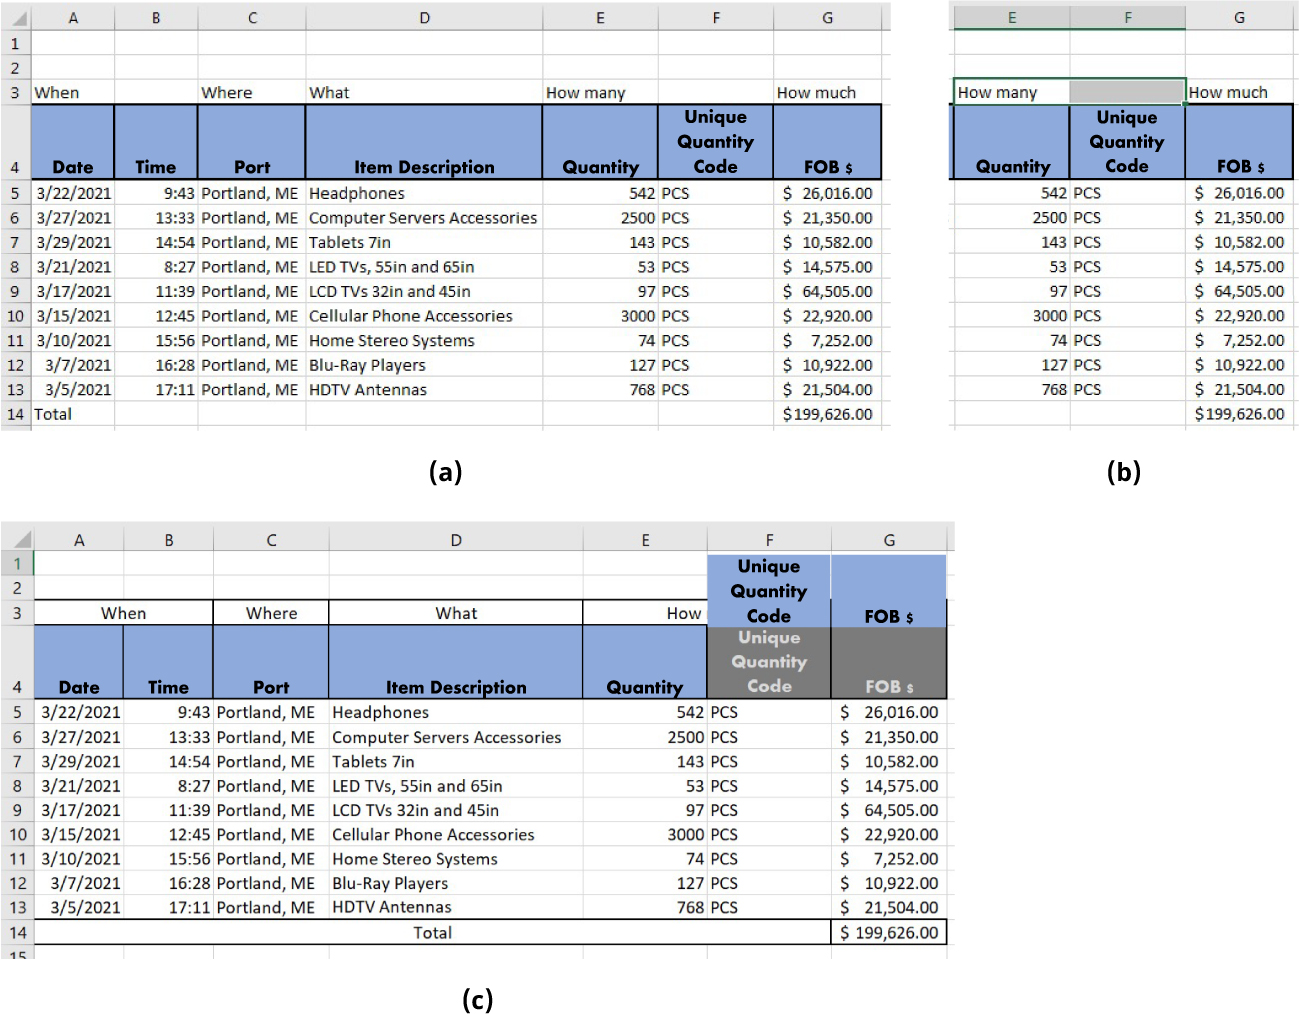 A B C D E F G
1
2
3 When Where What How many How much
4 Date Time Port Item Description Quantity Unique Quantity Code FOB $
5 3/22/2021 9:43 Portland, ME Headphones 542 PCS $ 26,016.00
6 3/27/2021 13:33 Portland, ME Computer Servers Accessories 2500 PCS $ 21,350.00
7 3/29/2021 14:54 Portland, ME Tablets 7in 143 PCS $ 10,582.00
8 3/21/2021 8:27 Portland, ME LED TVs, 55in and 65in 53 PCS $ 14,575.00
9 3/17/2021 11:39 Portland, ME LCD TVs 32in and 45in 97 PCS $ 64,505.00
10 3/15/2021 12:45 Portland, ME Cellular Phone Accessories 3000 PCS $ 22,920.00
11 3/10/2021 15:56 Portland, ME Home Stereo Systems 74 PCS $ 7,252.00
12 3/7/2021 16:28 Portland, ME Blu-Ray Players 127 PCS $ 10,922.00
13 3/5/2021 17:11 Portland, ME HDTV Antennas 768 PCS $ 21,504.00
14 Total $199,626.00
(a)
E F G
How many How much
Quantity Unique Quantity Code FOB $
542 PCS $ 26,016.00
2500 PCS $ 21,350.00
143 PCS $ 10,582.00
53 PCS $ 14,575.00
97 PCS $ 64,505.00
3000 PCS $ 22,920.00
74 PCS $ 7,252.00
127 PCS $ 10,922.00
768 PCS $ 21,504.00
$199,626.00
(b)
A B C D E F G
1 Unique
2 Quantity
3 When Where What How Code FOB $
4 Date Time Port Item Description Quantity Unique Quantity Code FOB $
5 3/22/2021 9:43 Portland, ME Headphones 542 PCS $ 26,016.00
6 3/27/2021 13:33 Portland, ME Computer Servers Accessories 2500 PCS $ 21,350.00
7 3/29/2021 14:54 Portland, ME Tablets 7in 143 PCS $ 10,582.00
8 3/21/2021 8:27 Portland, ME LED TVs, 55in and 65in 53 PCS $ 14,575.00
9 3/17/2021 11:39 Portland, ME LCD TVs 32in and 45in 97 PCS $ 64,505.00
10 3/15/2021 12:45 Portland, ME Cellular Phone Accessories 3000 PCS $ 22,920.00
11 3/10/2021 15:56 Portland, ME Home Stereo Systems 74 PCS $ 7,252.00
12 3/7/2021 16:28 Portland, ME Blu-Ray Players 127 PCS $ 10,922.00
13 3/5/2021 17:11 Portland, ME HDTV Antennas 768 PCS $ 21,504.00
14 Total $ 199,626.00
15
(c)